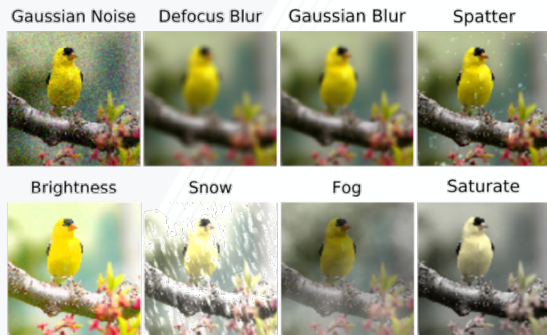 Gaussian Noise Defocus Blur Gaussian Blur Spatter
Brightness Snow Fog Saturate